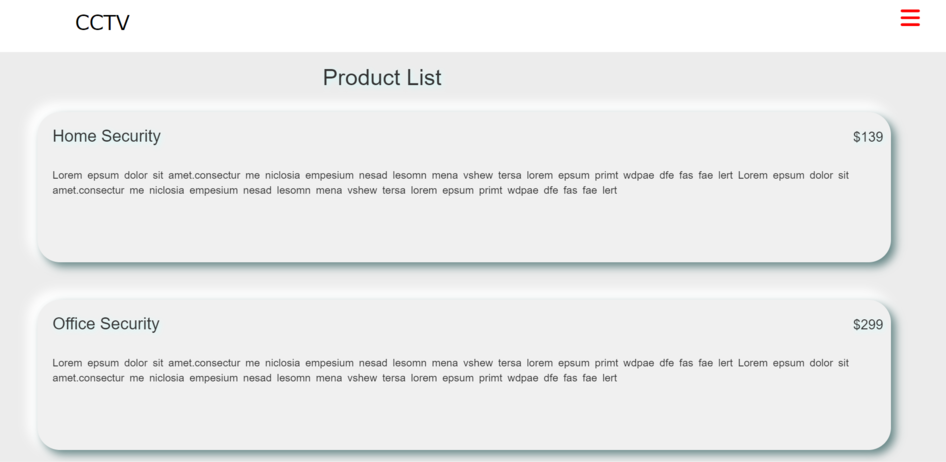 CCTV
Product List
Home Security
$139
Lorem epsum dolor sit amet.consectur me niclosia empesium nesad lesomn mena vshew tersa lorem epsum primt wdpae dfe fas fae lert Lorem epsum dolor sit
amet.consectur me niclosia empesium nesad lesomn mena vshew tersa lorem epsum primt wdpae dfe fas fae lert
Office Security
$299
Lorem epsum dolor sit amet.consectur me niclosia empesium nesad lesomn mena vshew tersa lorem epsum primt wdpae dfe fas fae lert Lorem epsum dolor sit
amet.consectur me niclosia empesium nesad lesomn mena vshew tersa lorem epsum primt wdpae dfe fas fae lert